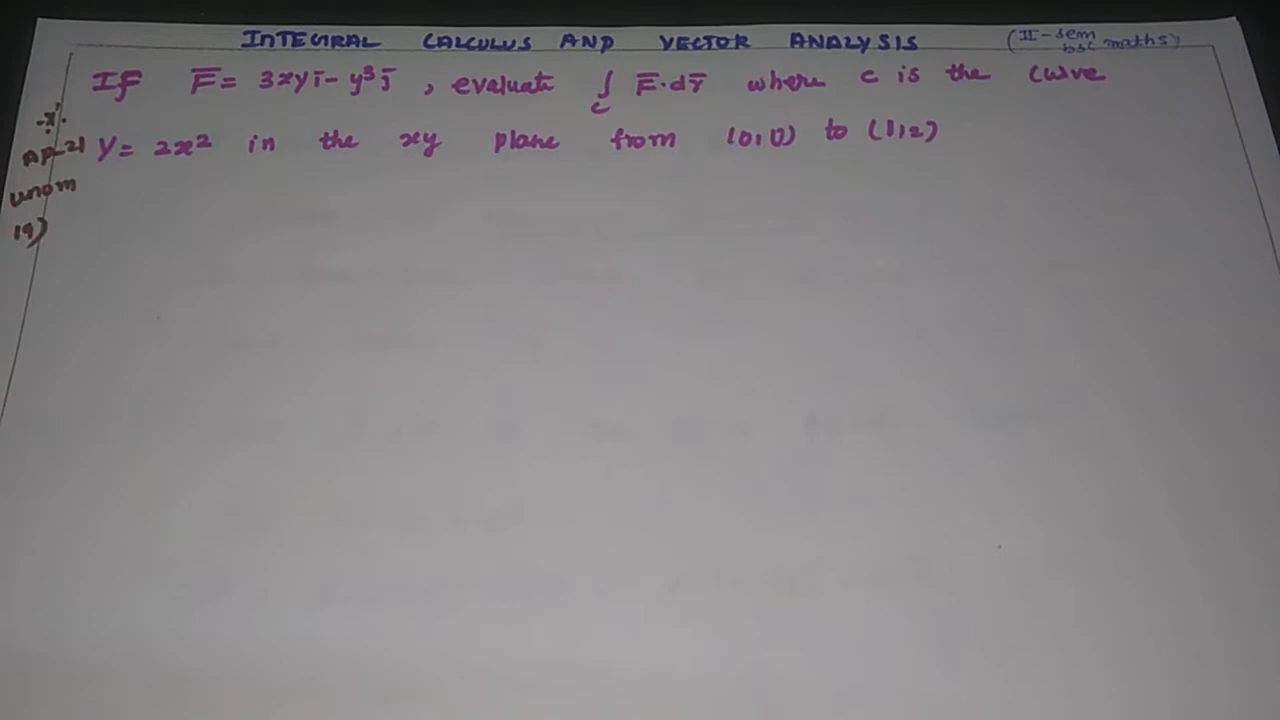 INTEGRAL CALCULUS AND VECTOR ANALYSIS (II-sem bsc maths)
If F̅ = 3xyi̅ - y³j̅ , evaluate ∫c F̅.dr̅ where c is the curve
y = 2x² in the xy plane from (0,0) to (1,2)
AP-21
unom
19)